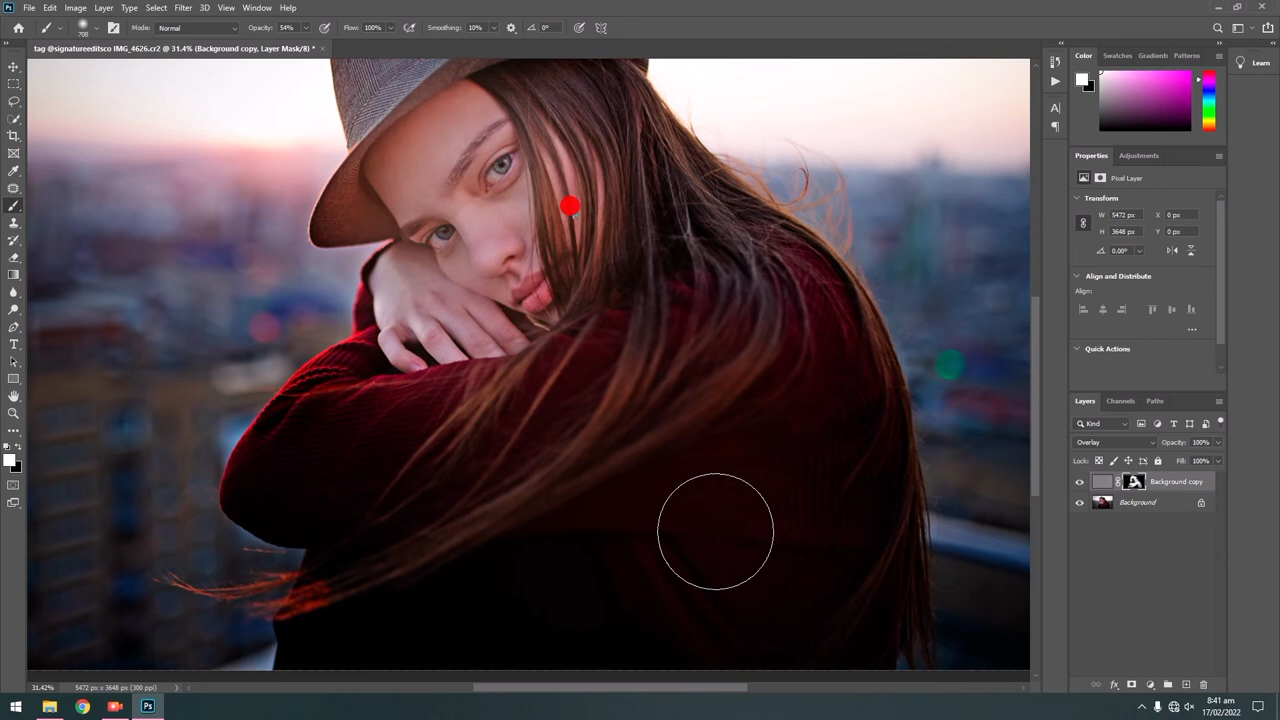 File Edit Image Layer Type Select Filter 3D View Window Help
708 Mode: Normal Opacity: 54% Flow: 100% Smoothing: 10% 0°
tag @signatureeditsco IMG_4626.cr2 @ 31.4% (Background copy, Layer Mask/8) *
Color Swatches Gradients Patterns
Learn
Properties Adjustments
Pixel Layer
Transform
W 5472 px X 0 px
H 3648 px Y 0 px
0.00°
Align and Distribute
Align:
Quick Actions
Layers Channels Paths
Kind
Overlay Opacity: 100%
Lock: Fill: 100%
Background copy
Background
31.42% 5472 px x 3648 px (300 ppi)
Ps
8:41 am
17/02/2022